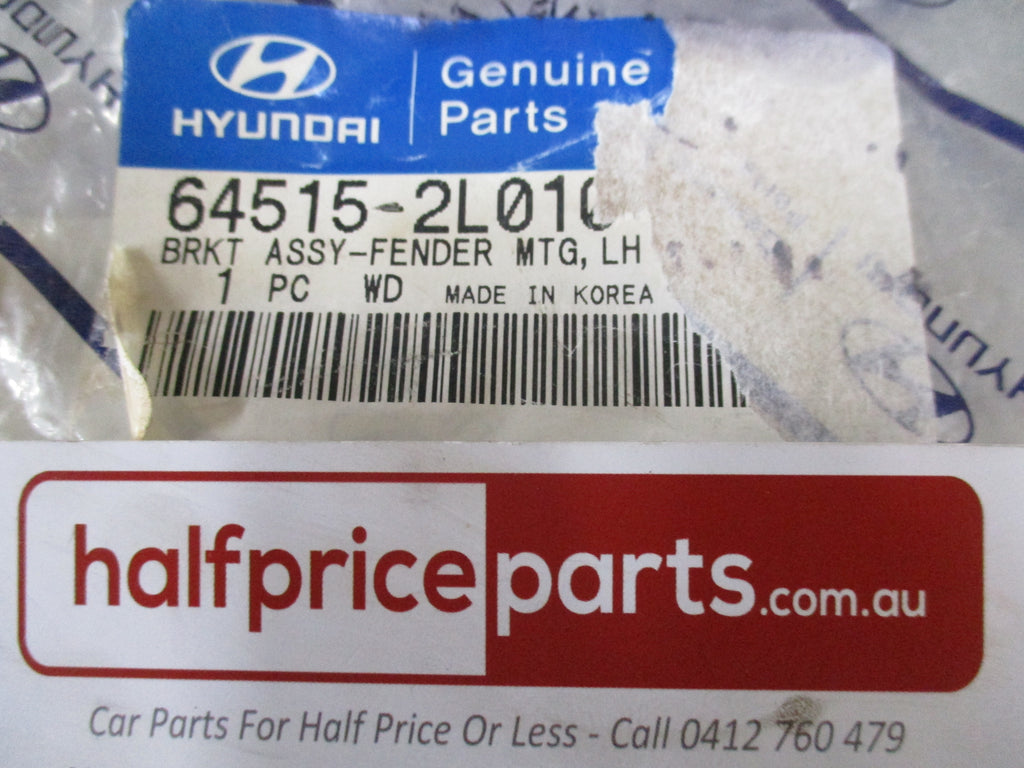 HYUNDAI
Genuine
Parts
64515-2L010
BRKT ASSY-FENDER MTG, LH
1 PC WD MADE IN KOREA
HYUNDAI
halfpriceparts.com.au
Car Parts For Half Price Or Less - Call 0412 760 479